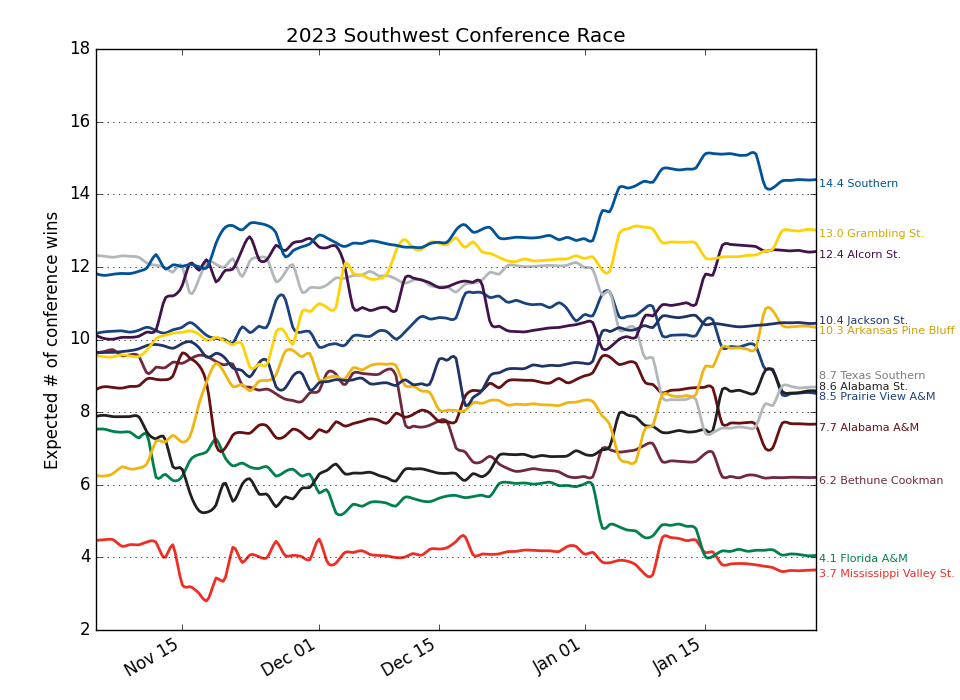 2023 Southwest Conference Race
Expected # of conference wins
18
16
14
12
10
8
6
4
2
Nov 15
Dec 01
Dec 15
Jan 01
Jan 15
14.4 Southern
13.0 Grambling St.
12.4 Alcorn St.
10.4 Jackson St.
10.3 Arkansas Pine Bluff
8.7 Texas Southern
8.6 Alabama St.
8.5 Prairie View A&M
7.7 Alabama A&M
6.2 Bethune Cookman
4.1 Florida A&M
3.7 Mississippi Valley St.